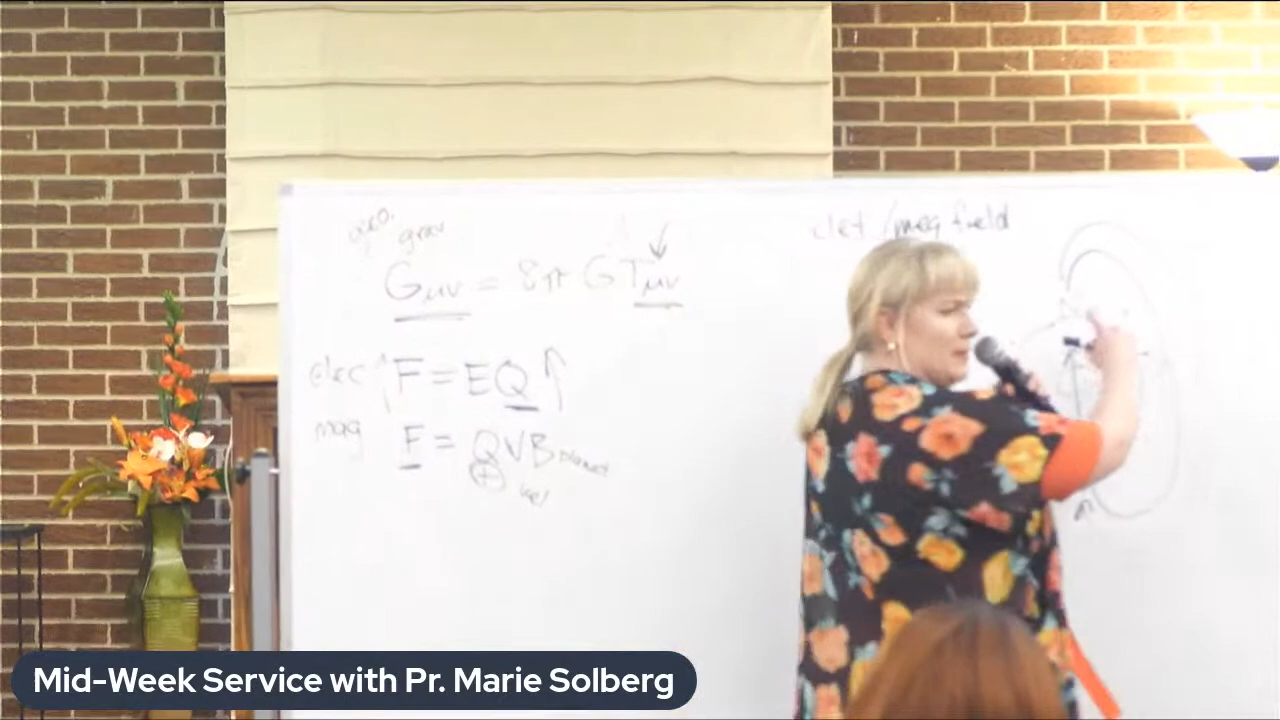 grav
Gμν = 8π G Tμν
elec F = EQ
mag F = QVB planet
+
vel
elet/mag field
Mid-Week Service with Pr. Marie Solberg